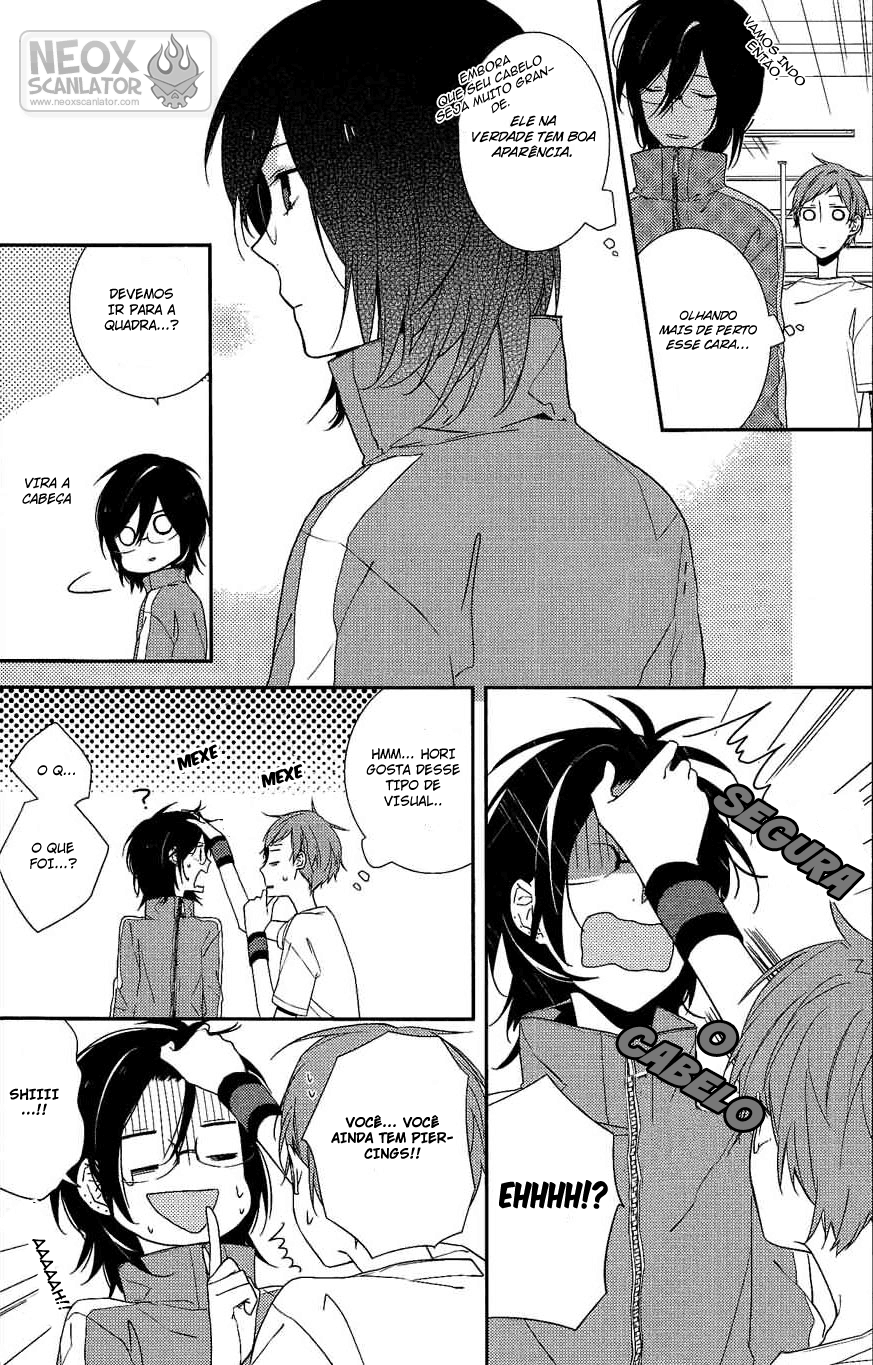 NEOX
SCANLATOR
www.neoxscanlator.com
VAMOS INDO
ENTÃO.
OLHANDO
MAIS DE PERTO
ESSE CARA...
EMBORA
QUE SEU CABELO
SEJA MUITO GRAN-
DE.
ELE NA
VERDADE TEM BOA
APARÊNCIA.
DEVEMOS
IR PARA A
QUADRA...?
VIRA A
CABEÇA
SEGURA
O
CABELO
EHHHH!?
HMM... HORI
GOSTA DESSE
TIPO DE
VISUAL..
MEXE
MEXE
O Q...
?
O QUE
FOI...?
VOCÊ... VOCÊ
AINDA TEM PIER-
CINGS!!
SHIIII
...!!
AAAAAH!!